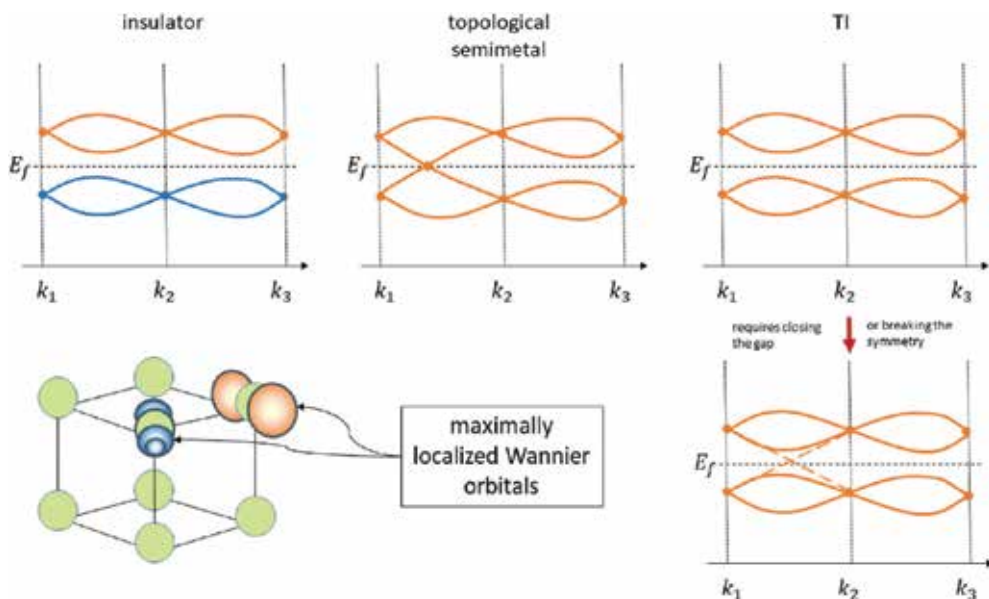 insulator
E_f
k_1 k_2 k_3
topological
semimetal
E_f
k_1 k_2 k_3
TI
E_f
k_1 k_2 k_3
requires closing
the gap
or breaking the
symmetry
E_f
k_1 k_2 k_3
maximally
localized Wannier
orbitals